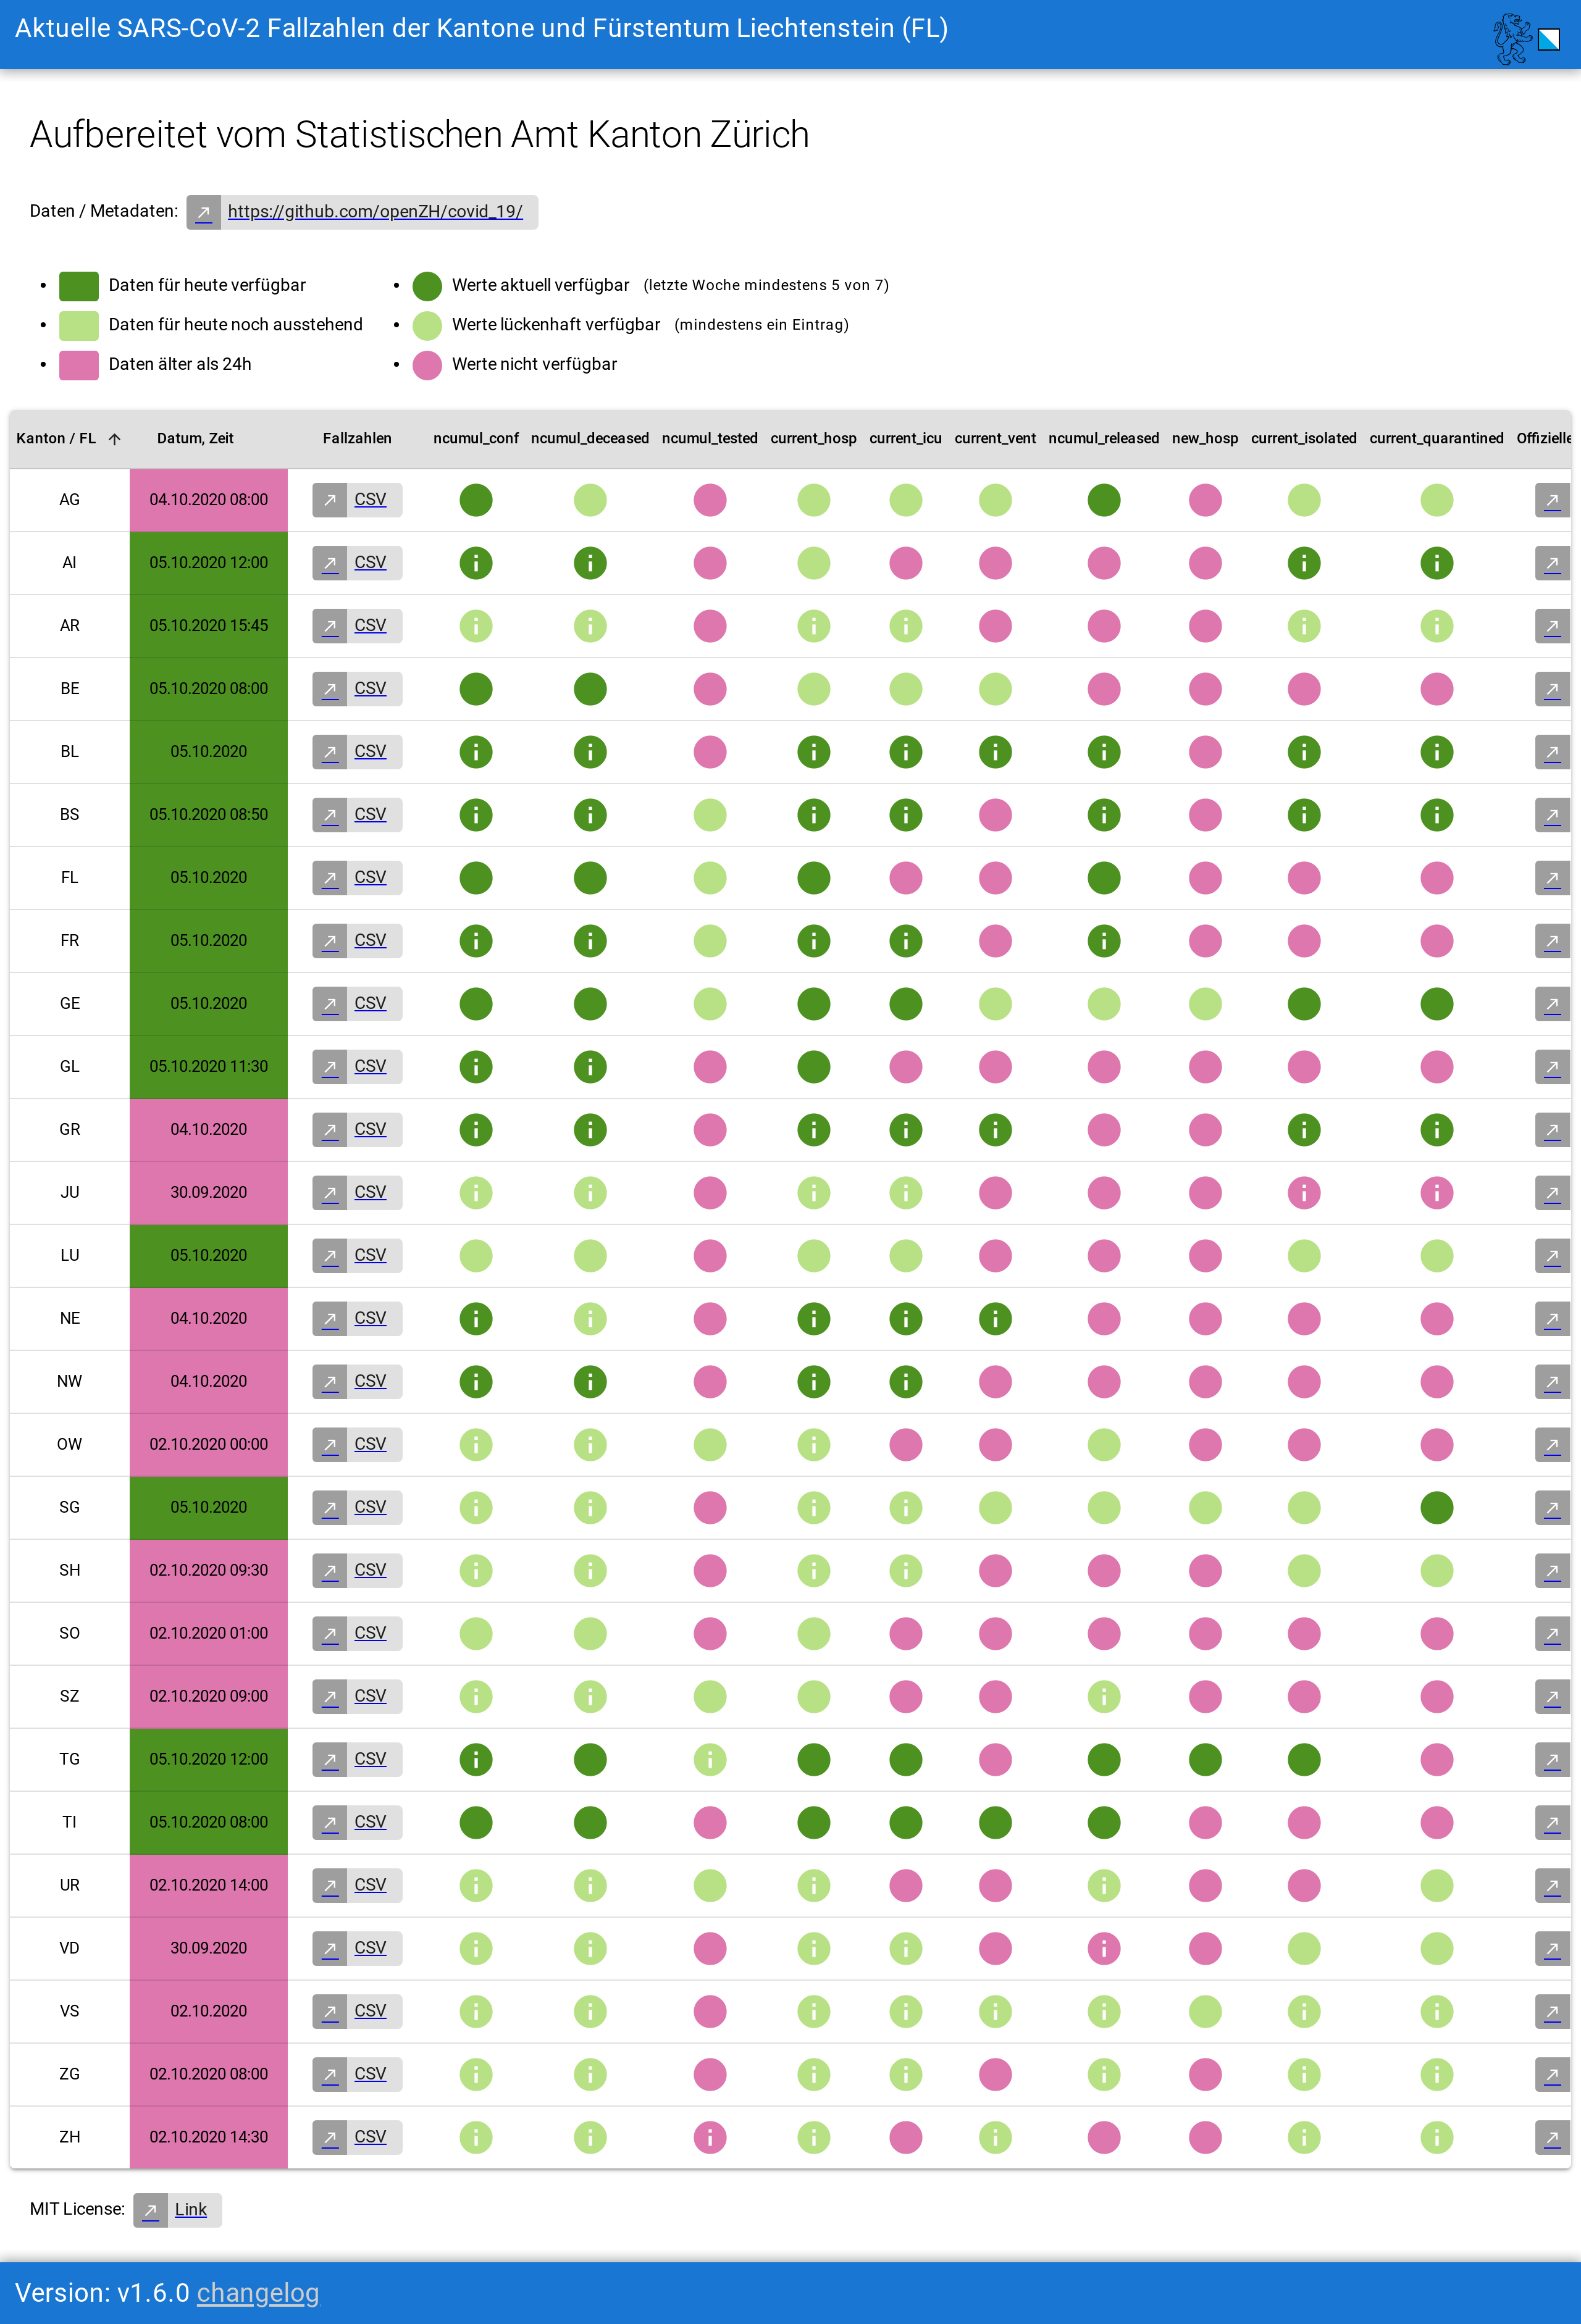 Aktuelle SARS-CoV-2 Fallzahlen der Kantone und Fürstentum Liechtenstein (FL)
Aufbereitet vom Statistischen Amt Kanton Zürich
Daten / Metadaten: https://github.com/openZH/covid_19/
Daten für heute verfügbar
Daten für heute noch ausstehend
Daten älter als 24h
Werte aktuell verfügbar (letzte Woche mindestens 5 von 7)
Werte lückenhaft verfügbar (mindestens ein Eintrag)
Werte nicht verfügbar
Kanton / FL Datum, Zeit Fallzahlen ncumul_conf ncumul_deceased ncumul_tested current_hosp current_icu current_vent ncumul_released new_hosp current_isolated current_quarantined Offizielle
AG 04.10.2020 08:00 CSV
AI 05.10.2020 12:00 CSV
AR 05.10.2020 15:45 CSV
BE 05.10.2020 08:00 CSV
BL 05.10.2020 CSV
BS 05.10.2020 08:50 CSV
FL 05.10.2020 CSV
FR 05.10.2020 CSV
GE 05.10.2020 CSV
GL 05.10.2020 11:30 CSV
GR 04.10.2020 CSV
JU 30.09.2020 CSV
LU 05.10.2020 CSV
NE 04.10.2020 CSV
NW 04.10.2020 CSV
OW 02.10.2020 00:00 CSV
SG 05.10.2020 CSV
SH 02.10.2020 09:30 CSV
SO 02.10.2020 01:00 CSV
SZ 02.10.2020 09:00 CSV
TG 05.10.2020 12:00 CSV
TI 05.10.2020 08:00 CSV
UR 02.10.2020 14:00 CSV
VD 30.09.2020 CSV
VS 02.10.2020 CSV
ZG 02.10.2020 08:00 CSV
ZH 02.10.2020 14:30 CSV
MIT License: Link
Version: v1.6.0 changelog